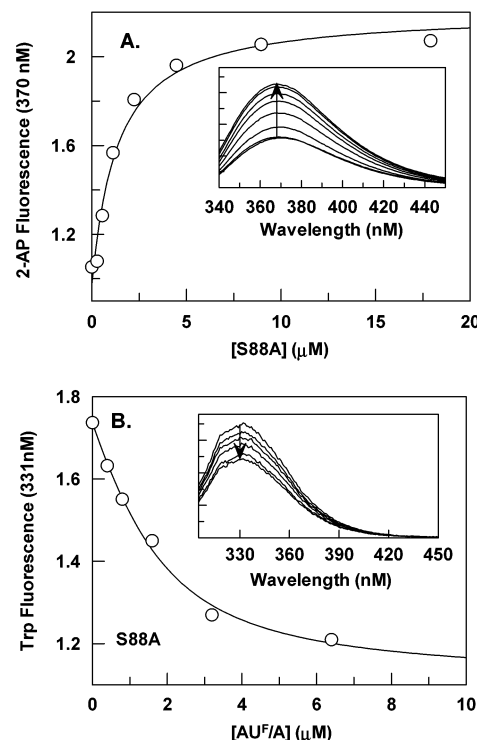 A.
2-AP Fluorescence (370 nM)
2
1.6
1.2
340 360 380 400 420 440
Wavelength (nM)
0 5 10 15 20
[S88A] (μM)
B.
Trp Fluorescence (331nM)
1.8
1.6
1.4
1.2
330 360 390 420 450
Wavelength (nM)
S88A
0 2 4 6 8 10
[AUF/A] (μM)